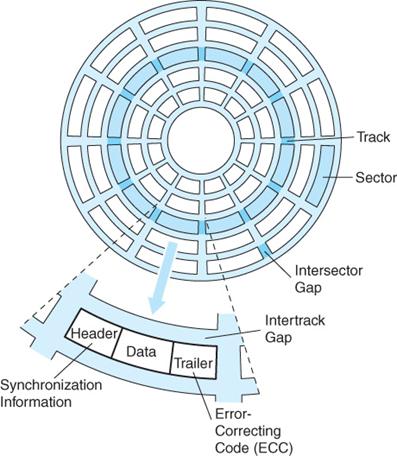 Track
Sector
Intersector
Gap
Intertrack
Gap
Header
Data
Trailer
Synchronization
Information
Error-
Correcting
Code (ECC)